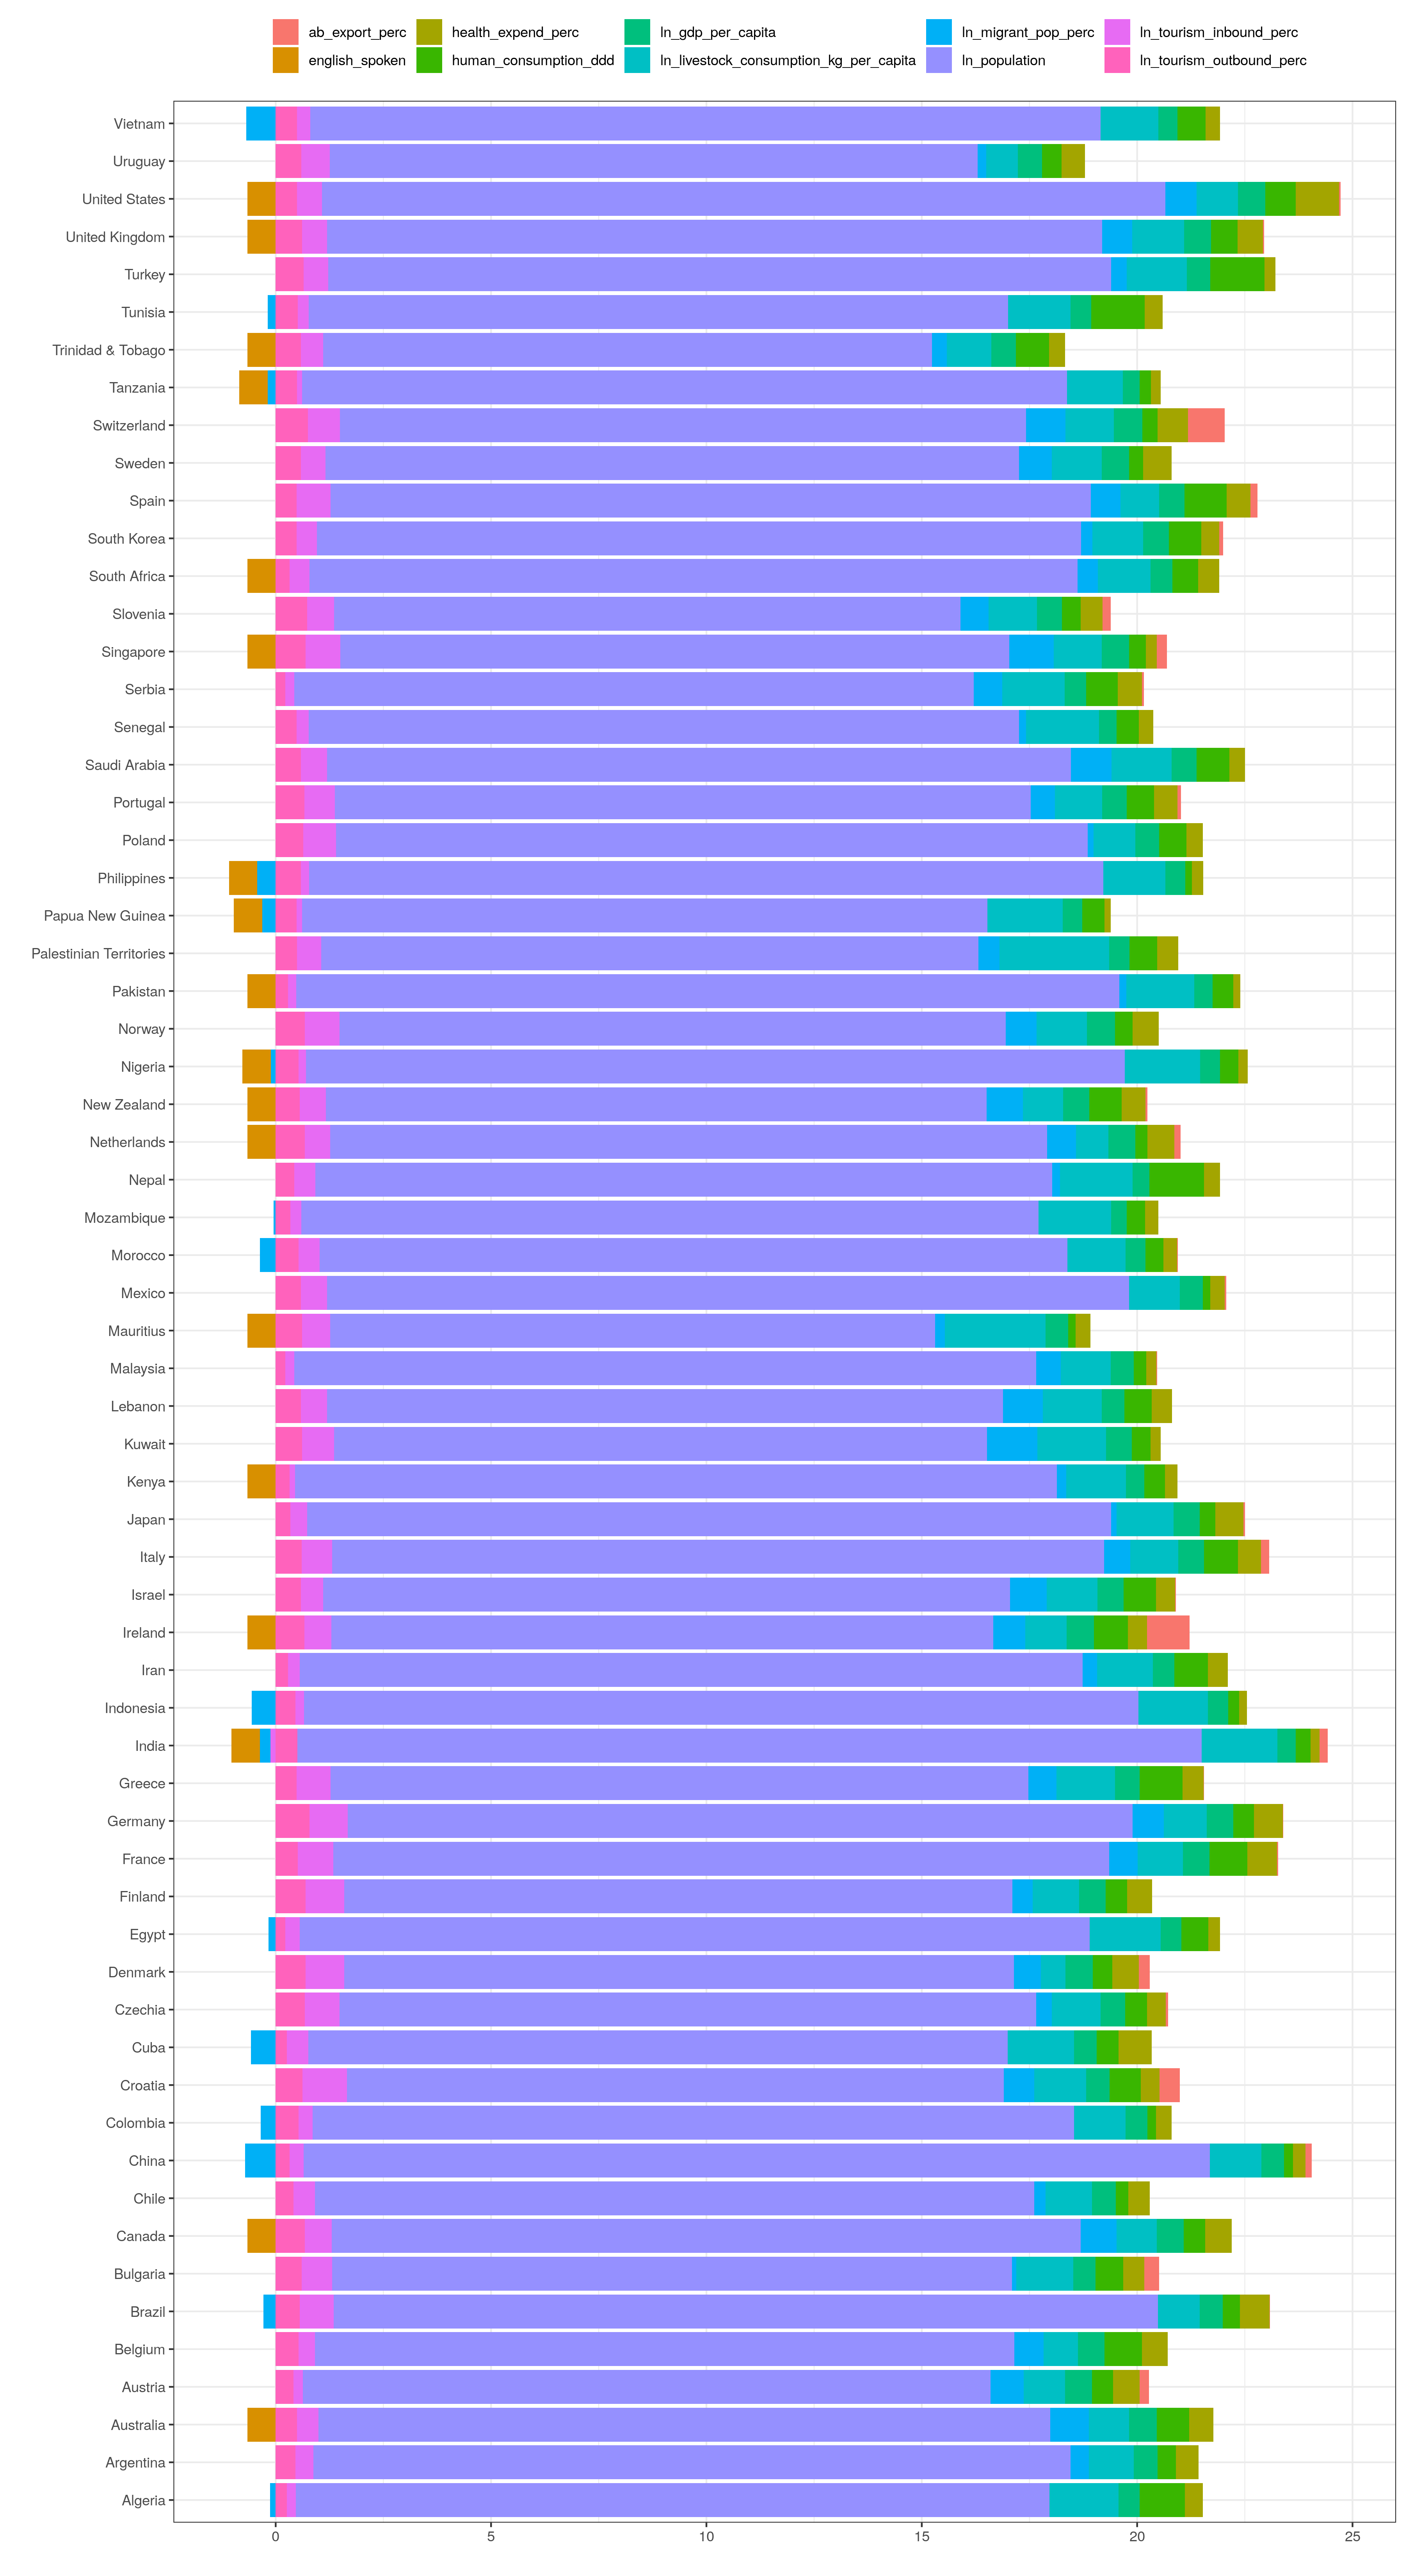 ab_export_perc health_expend_perc ln_gdp_per_capita ln_migrant_pop_perc ln_tourism_inbound_perc
english_spoken human_consumption_ddd ln_livestock_consumption_kg_per_capita ln_population ln_tourism_outbound_perc
Vietnam
Uruguay
United States
United Kingdom
Turkey
Tunisia
Trinidad & Tobago
Tanzania
Switzerland
Sweden
Spain
South Korea
South Africa
Slovenia
Singapore
Serbia
Senegal
Saudi Arabia
Portugal
Poland
Philippines
Papua New Guinea
Palestinian Territories
Pakistan
Norway
Nigeria
New Zealand
Netherlands
Nepal
Mozambique
Morocco
Mexico
Mauritius
Malaysia
Lebanon
Kuwait
Kenya
Japan
Italy
Israel
Ireland
Iran
Indonesia
India
Greece
Germany
France
Finland
Egypt
Denmark
Czechia
Cuba
Croatia
Colombia
China
Chile
Canada
Bulgaria
Brazil
Belgium
Austria
Australia
Argentina
Algeria
0 5 10 15 20 25